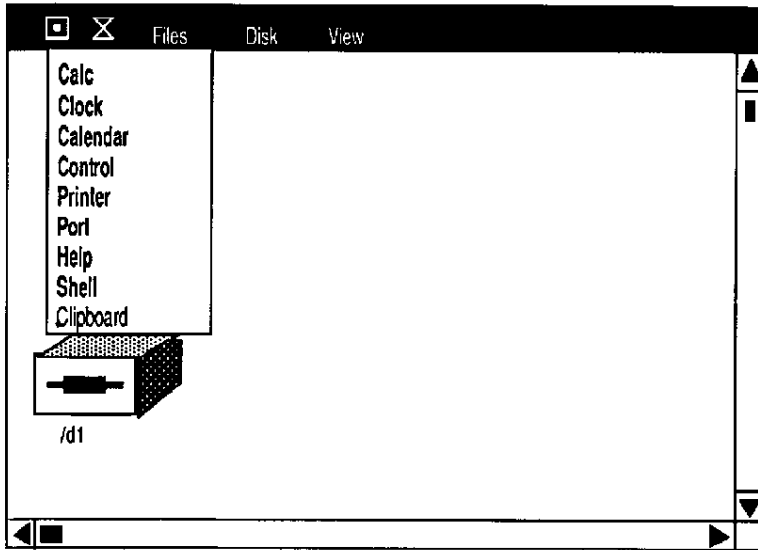 Files Disk View
Calc
Clock
Calendar
Control
Printer
Port
Help
Shell
Clipboard
/d1